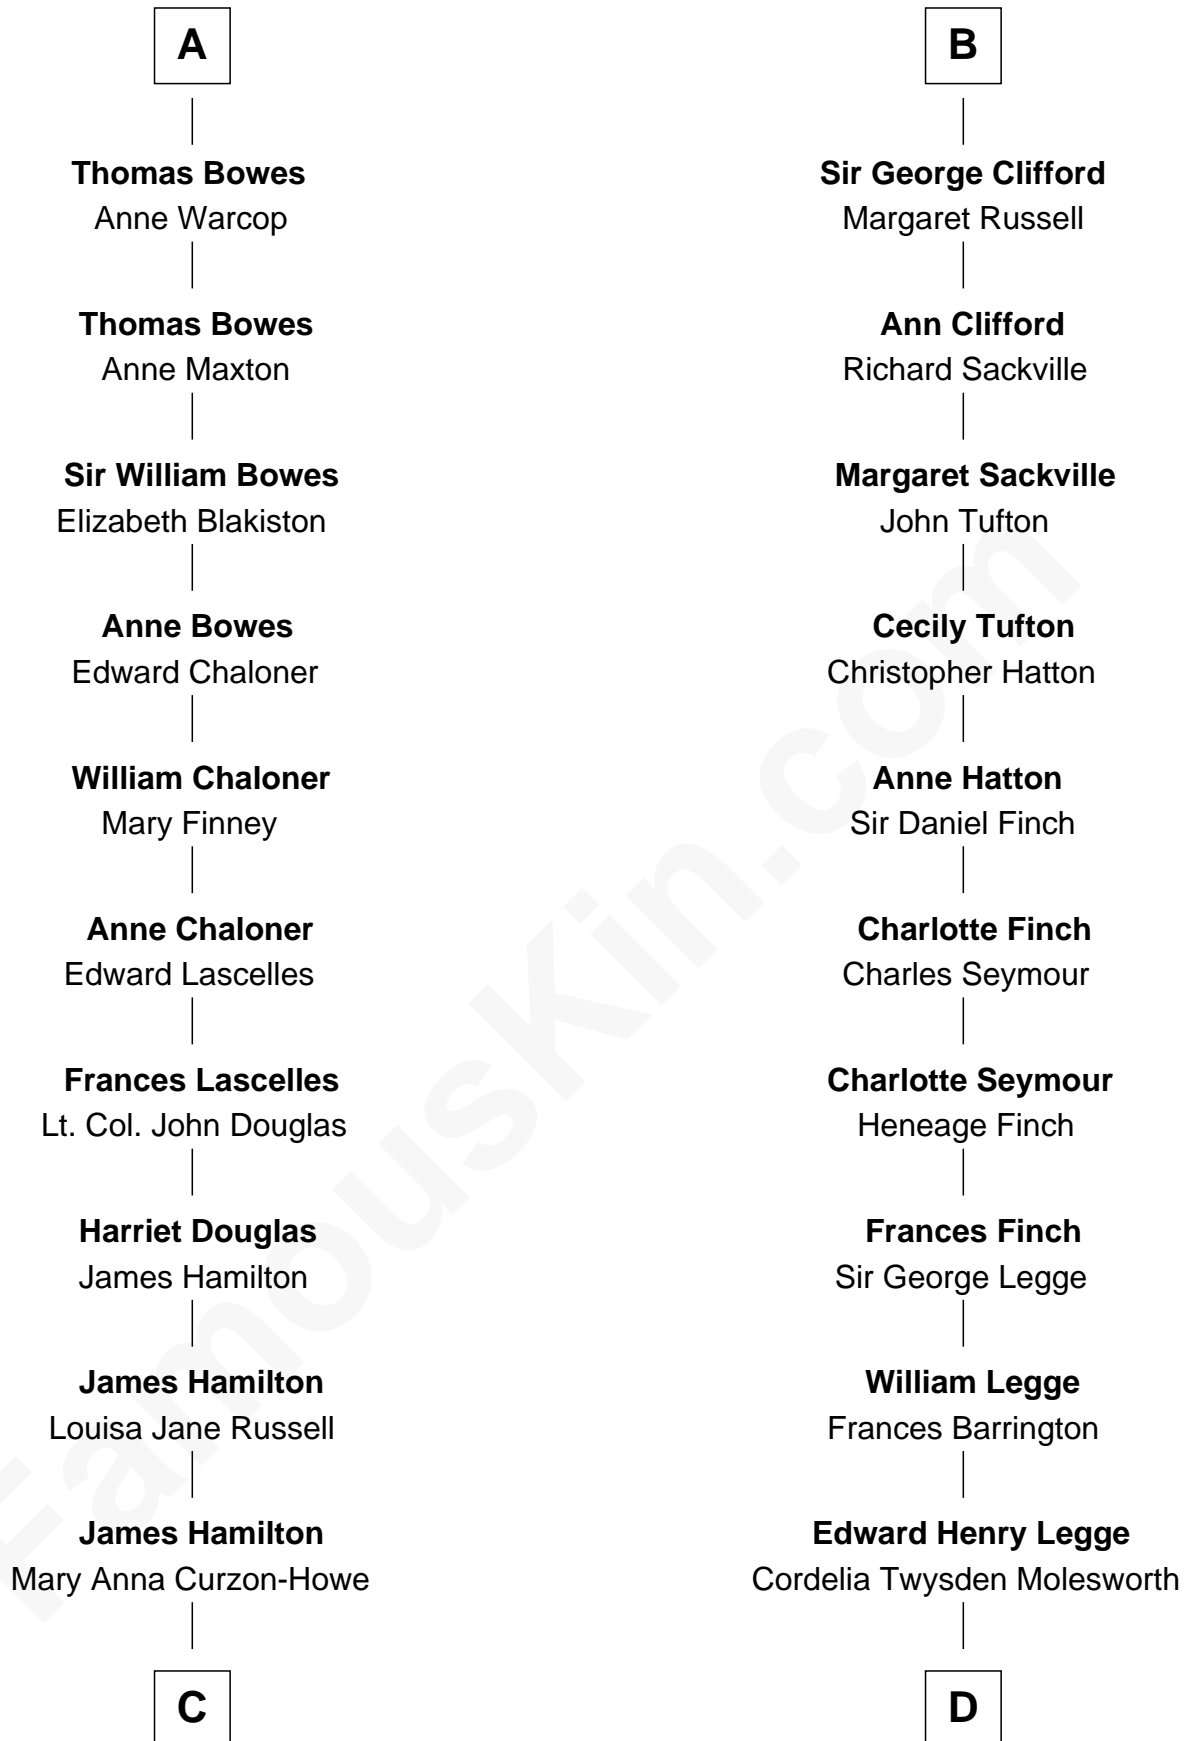 A
Thomas Bowes
Anne Warcop
Thomas Bowes
Anne Maxton
Sir William Bowes
Elizabeth Blakiston
Anne Bowes
Edward Chaloner
William Chaloner
Mary Finney
Anne Chaloner
Edward Lascelles
Frances Lascelles
Lt. Col. John Douglas
Harriet Douglas
James Hamilton
James Hamilton
Louisa Jane Russell
James Hamilton
Mary Anna Curzon-Howe
C
B
Sir George Clifford
Margaret Russell
Ann Clifford
Richard Sackville
Margaret Sackville
John Tufton
Cecily Tufton
Christopher Hatton
Anne Hatton
Sir Daniel Finch
Charlotte Finch
Charles Seymour
Charlotte Seymour
Heneage Finch
Frances Finch
Sir George Legge
William Legge
Frances Barrington
Edward Henry Legge
Cordelia Twysden Molesworth
D
FamousKin.com